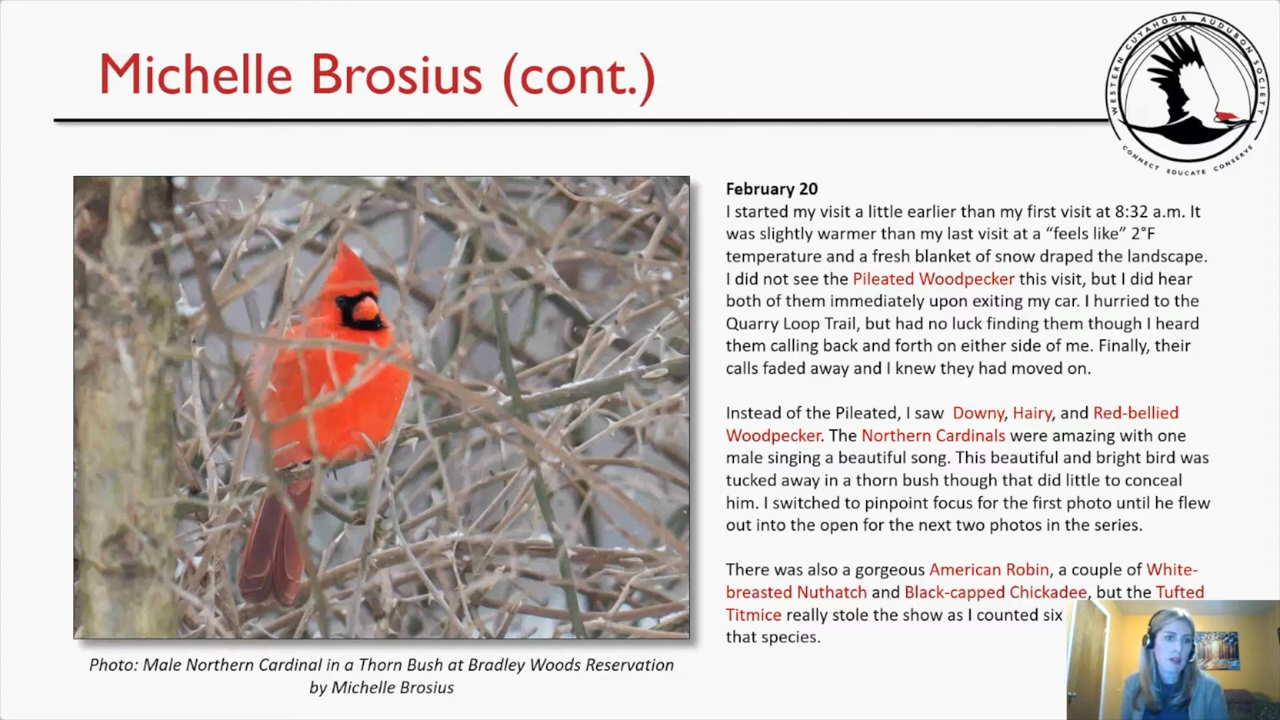 Michelle Brosius (cont.)
WESTERN CUYAHOGA AUDUBON SOCIETY
CONNECT EDUCATE CONSERVE
February 20
I started my visit a little earlier than my first visit at 8:32 a.m. It
was slightly warmer than my last visit at a “feels like” 2°F
temperature and a fresh blanket of snow draped the landscape.
I did not see the Pileated Woodpecker this visit, but I did hear
both of them immediately upon exiting my car. I hurried to the
Quarry Loop Trail, but had no luck finding them though I heard
them calling back and forth on either side of me. Finally, their
calls faded away and I knew they had moved on.
Instead of the Pileated, I saw  Downy, Hairy, and Red-bellied
Woodpecker. The Northern Cardinals were amazing with one
male singing a beautiful song. This beautiful and bright bird was
tucked away in a thorn bush though that did little to conceal
him. I switched to pinpoint focus for the first photo until he flew
out into the open for the next two photos in the series.
There was also a gorgeous American Robin, a couple of White-
breasted Nuthatch and Black-capped Chickadee, but the Tufted
Titmice really stole the show as I counted six
that species.
Photo: Male Northern Cardinal in a Thorn Bush at Bradley Woods Reservation
by Michelle Brosius